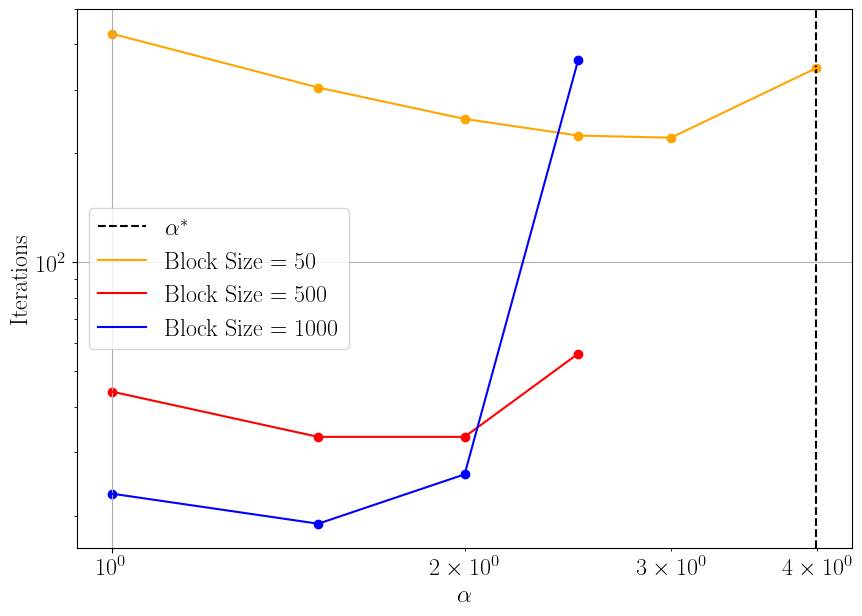 Iterations
10²
α*
Block Size = 50
Block Size = 500
Block Size = 1000
10⁰
2 × 10⁰
3 × 10⁰
4 × 10⁰
α